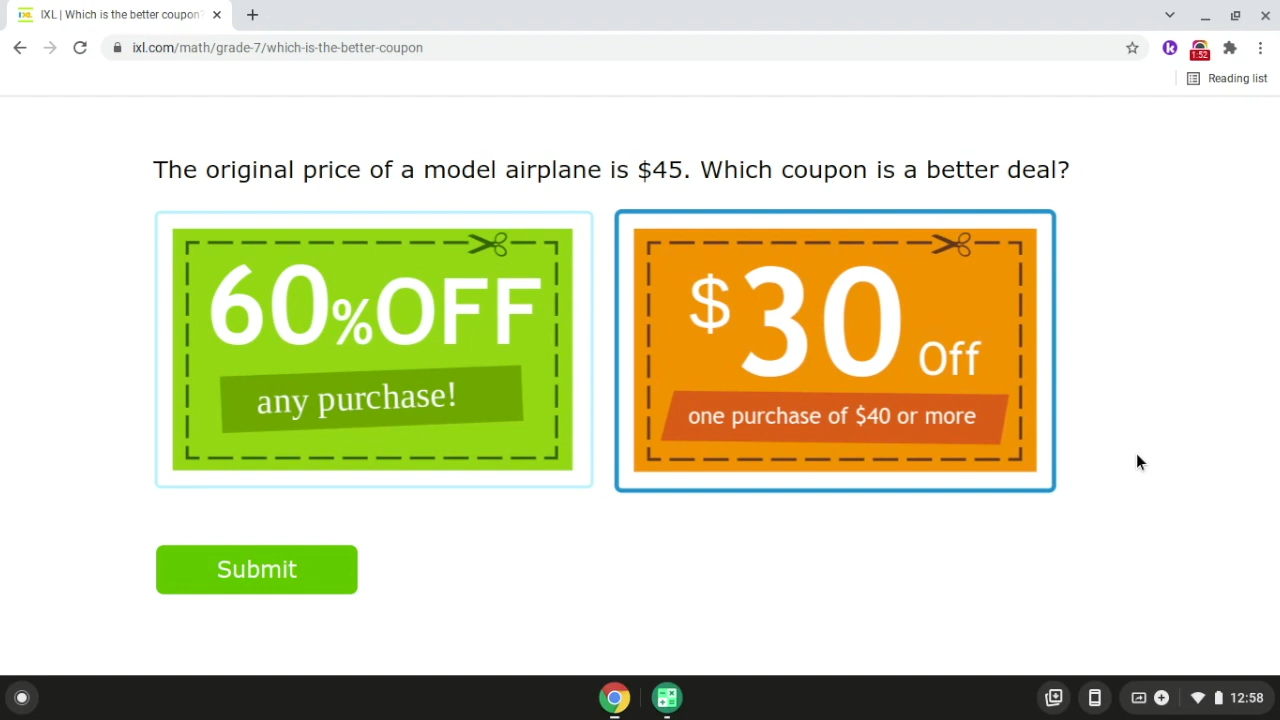 IXL | Which is the better coupon?
ixl.com/math/grade-7/which-is-the-better-coupon
k
1:52
Reading list
The original price of a model airplane is $45. Which coupon is a better deal?
60%OFF
any purchase!
$30 Off
one purchase of $40 or more
Submit
12:58